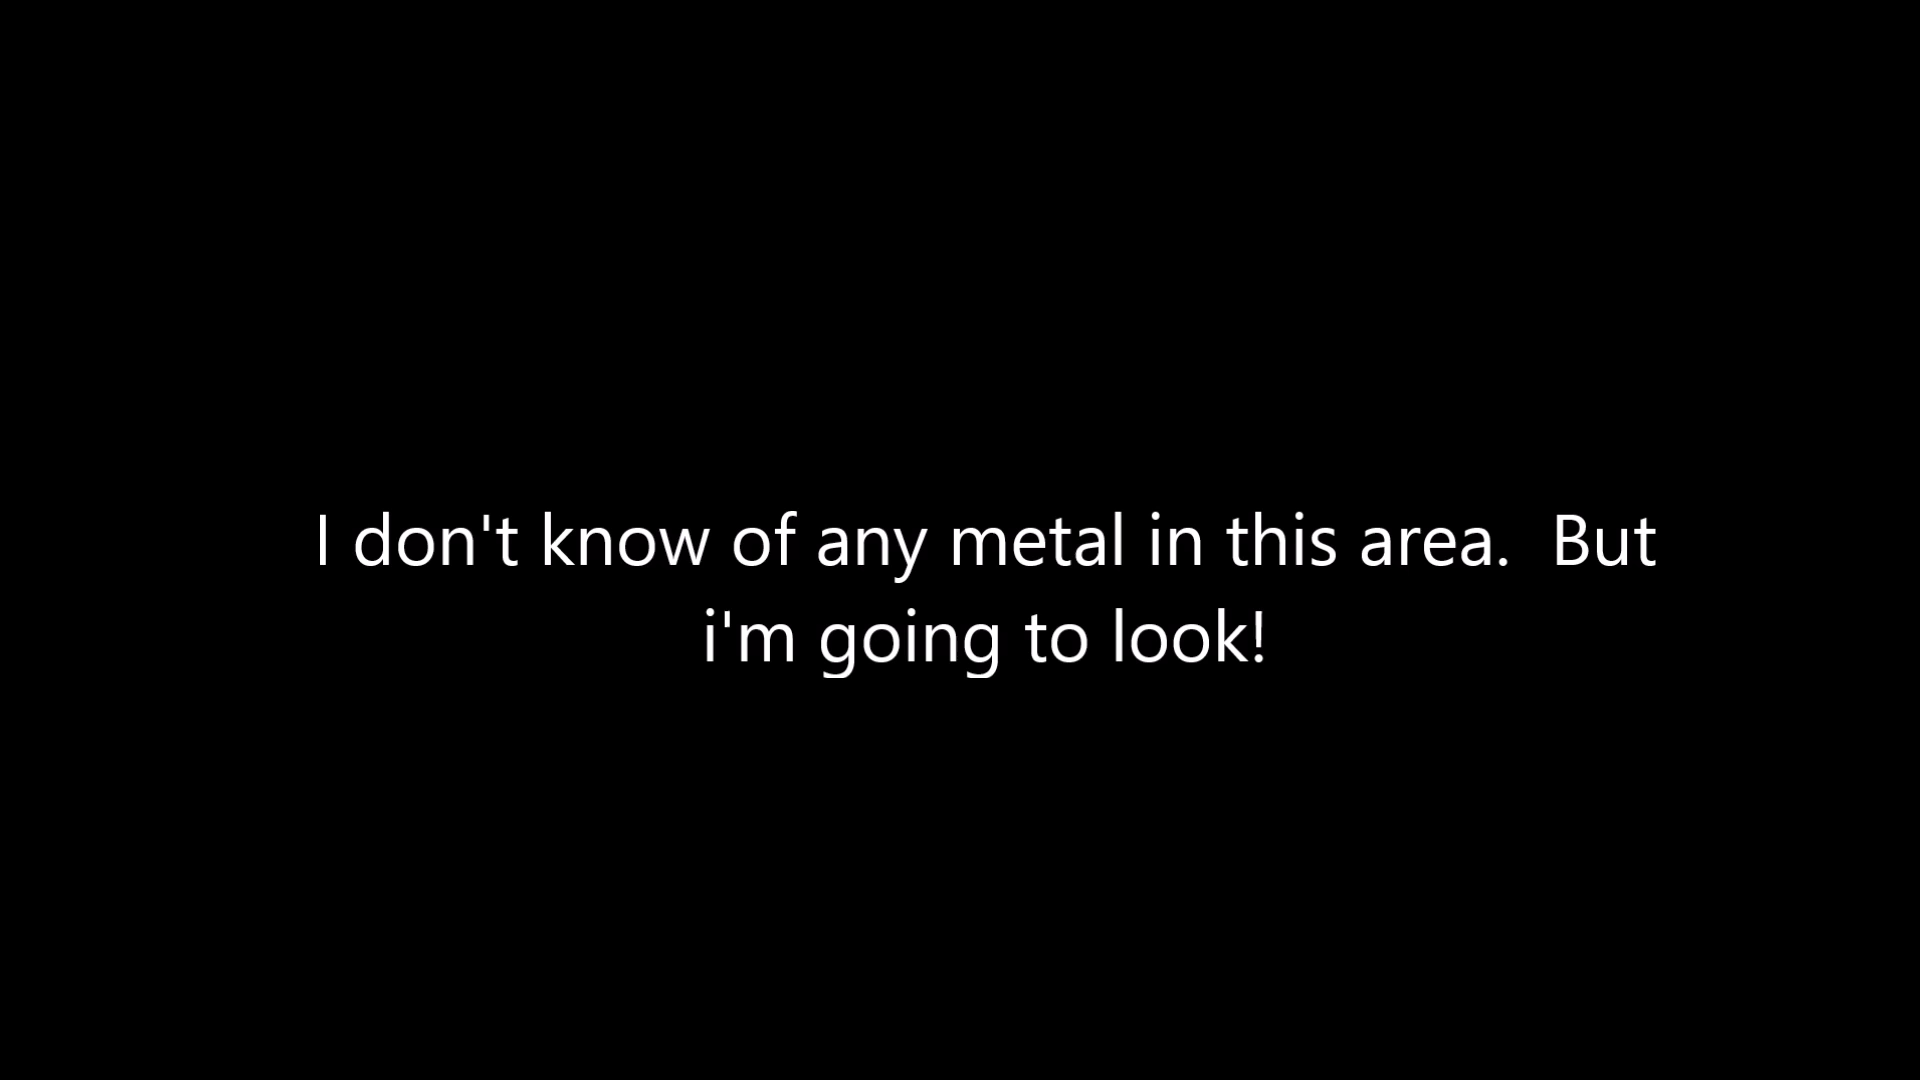 I don't know of any metal in this area.  But
i'm going to look!